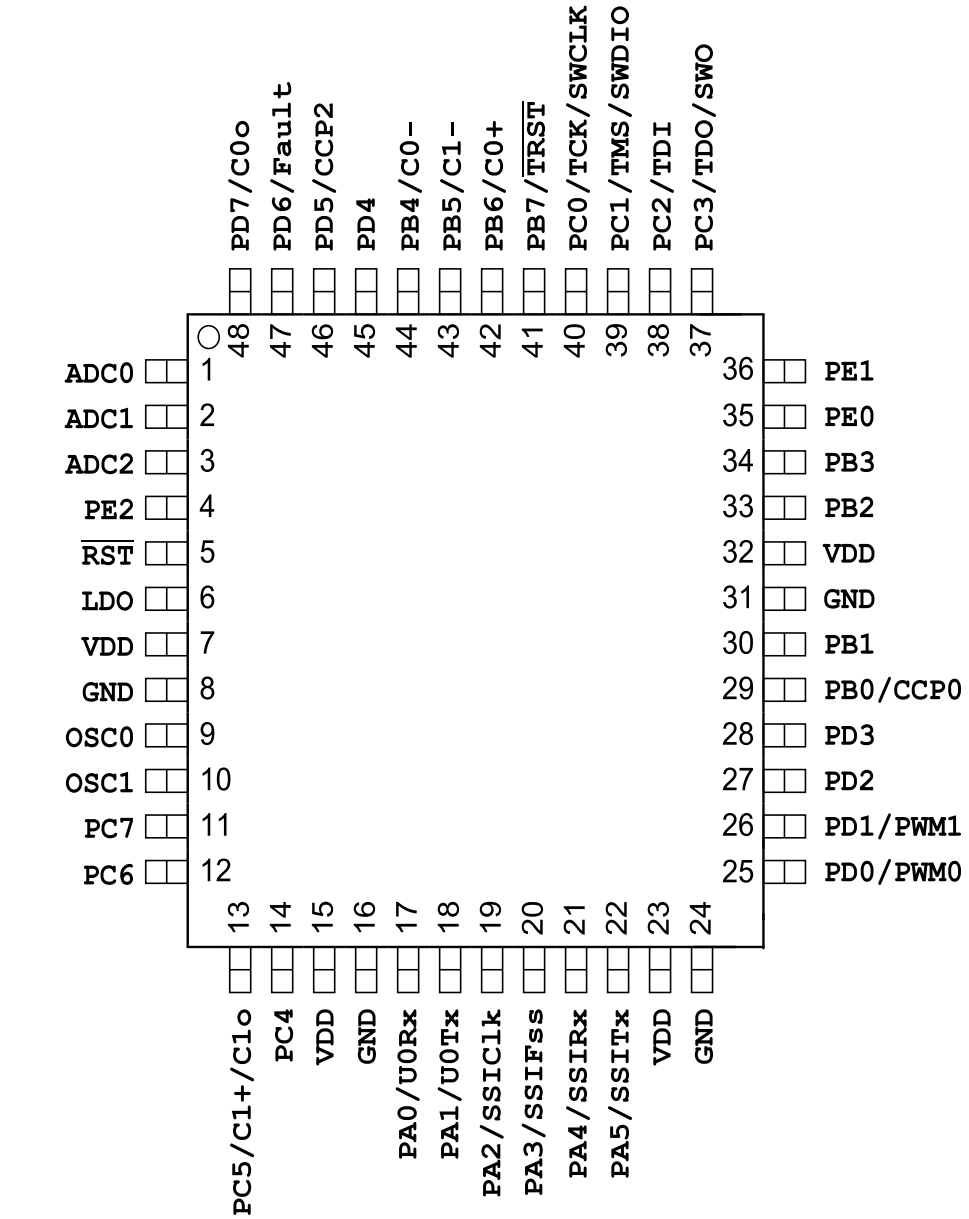 PD7/C0o
PD6/Fault
PD5/CCP2
PD4
PB4/C0-
PB5/C1-
PB6/C0+
PB7/TRST
PC0/TCK/SWCLK
PC1/TMS/SWDIO
PC2/TDI
PC3/TDO/SWO
48 47 46 45 44 43 42 41 40 39 38 37
ADC0 1 36 PE1
ADC1 2 35 PE0
ADC2 3 34 PB3
PE2 4 33 PB2
RST 5 32 VDD
LDO 6 31 GND
VDD 7 30 PB1
GND 8 29 PB0/CCP0
OSC0 9 28 PD3
OSC1 10 27 PD2
PC7 11 26 PD1/PWM1
PC6 12 25 PD0/PWM0
13 14 15 16 17 18 19 20 21 22 23 24
PC5/C1+/C1o
PC4
VDD
GND
PA0/U0Rx
PA1/U0Tx
PA2/SSIClk
PA3/SSIFss
PA4/SSIRx
PA5/SSITx
VDD
GND